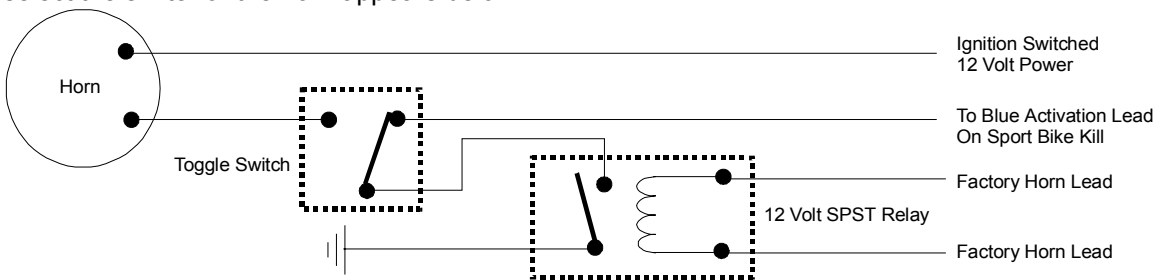 Ignition Switched
12 Volt Power
Horn
To Blue Activation Lead
On Sport Bike Kill
Toggle Switch
Factory Horn Lead
12 Volt SPST Relay
Factory Horn Lead